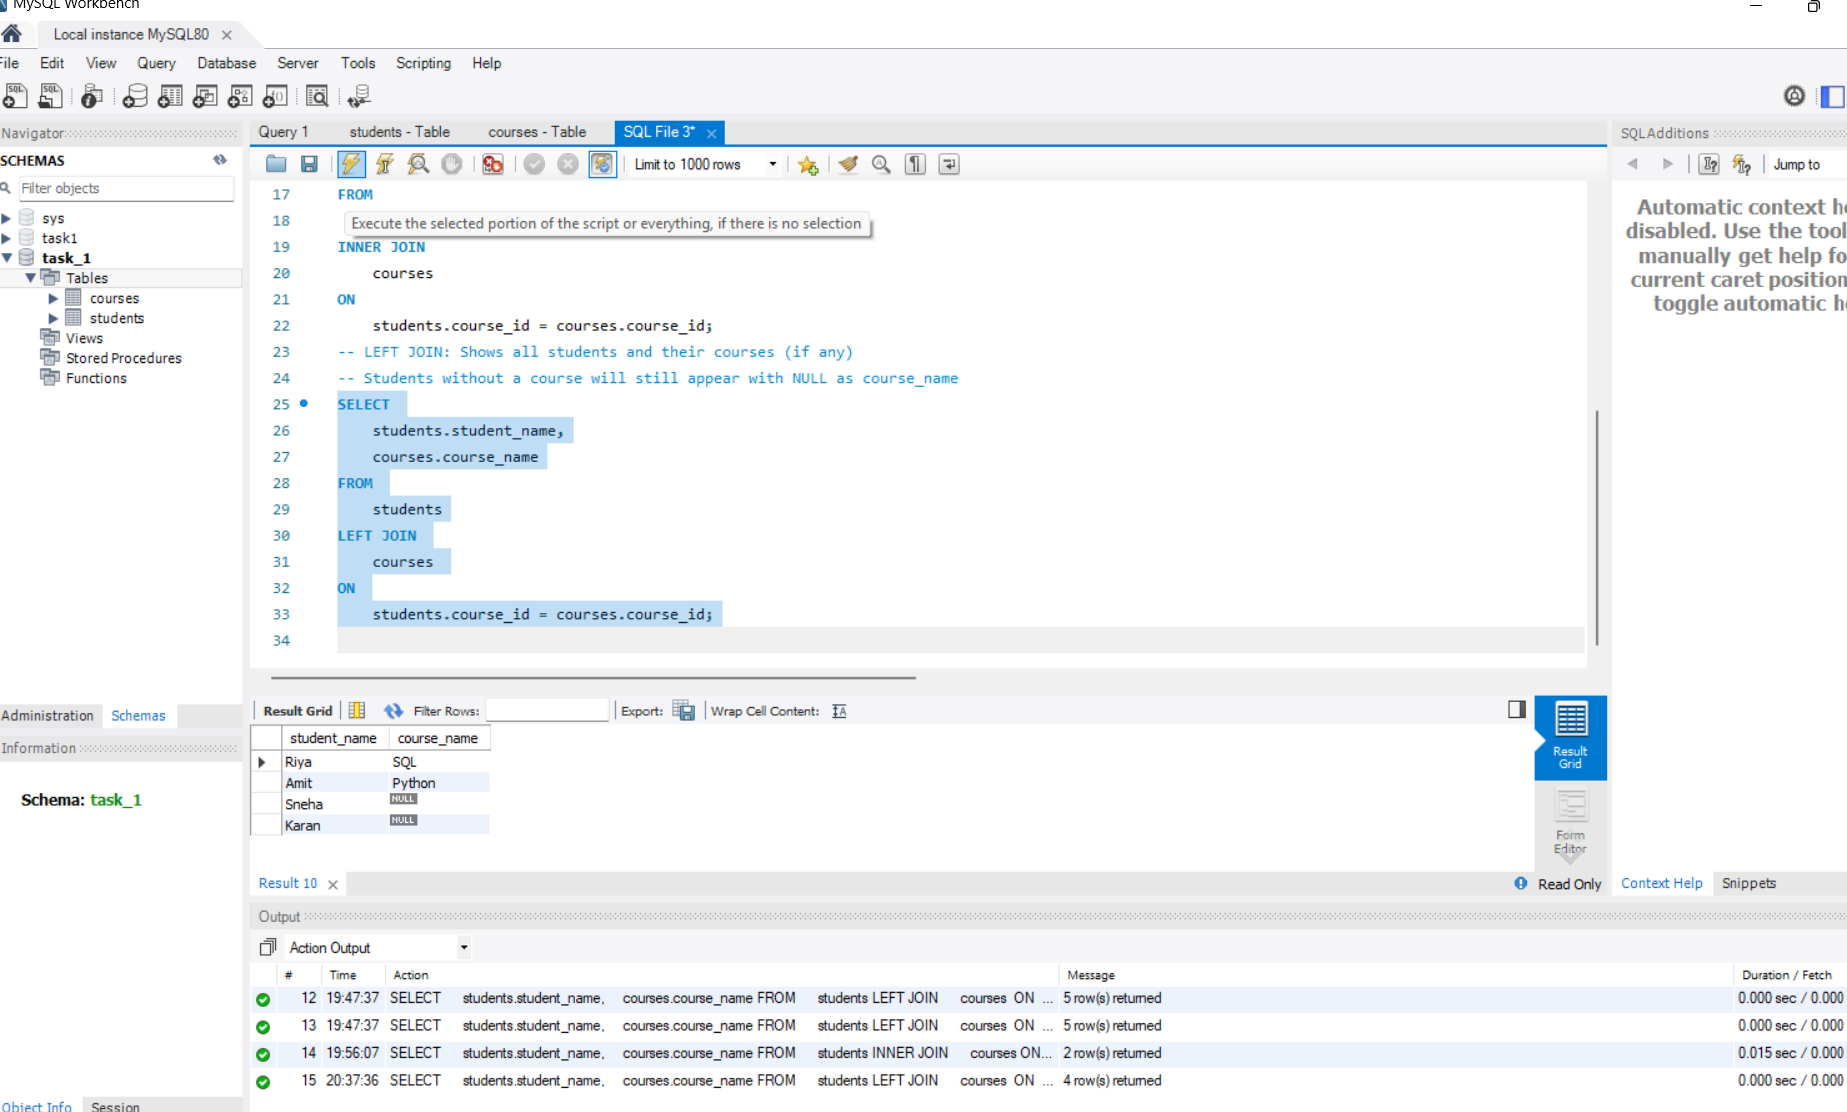 MySQL Workbench
Local instance MySQL80
File Edit View Query Database Server Tools Scripting Help
Navigator
SCHEMAS
Filter objects
sys
task1
task_1
Tables
courses
students
Views
Stored Procedures
Functions
Administration Schemas
Information
Schema: task_1
Object Info Session
Query 1 students - Table courses - Table SQL File 3*
Limit to 1000 rows
17 FROM
18
Execute the selected portion of the script or everything, if there is no selection
19 INNER JOIN
20 courses
21 ON
22 students.course_id = courses.course_id;
23 -- LEFT JOIN: Shows all students and their courses (if any)
24 -- Students without a course will still appear with NULL as course_name
25 SELECT
26 students.student_name,
27 courses.course_name
28 FROM
29 students
30 LEFT JOIN
31 courses
32 ON
33 students.course_id = courses.course_id;
34
Result Grid Filter Rows: Export: Wrap Cell Content:
student_name course_name
Riya SQL
Amit Python
Sneha NULL
Karan NULL
Result Grid
Form Editor
Result 10
Read Only
SQLAdditions
Jump to
Automatic context
disabled. Use the
manually get help
current caret position
toggle automatic
Context Help Snippets
Output
Action Output
# Time Action Message Duration / Fetch
12 19:47:37 SELECT students.student_name, courses.course_name FROM students LEFT JOIN courses ON ... 5 row(s) returned 0.000 sec / 0.000
13 19:47:37 SELECT students.student_name, courses.course_name FROM students LEFT JOIN courses ON ... 5 row(s) returned 0.000 sec / 0.000
14 19:56:07 SELECT students.student_name, courses.course_name FROM students INNER JOIN courses ON... 2 row(s) returned 0.015 sec / 0.000
15 20:37:36 SELECT students.student_name, courses.course_name FROM students LEFT JOIN courses ON ... 4 row(s) returned 0.000 sec / 0.000